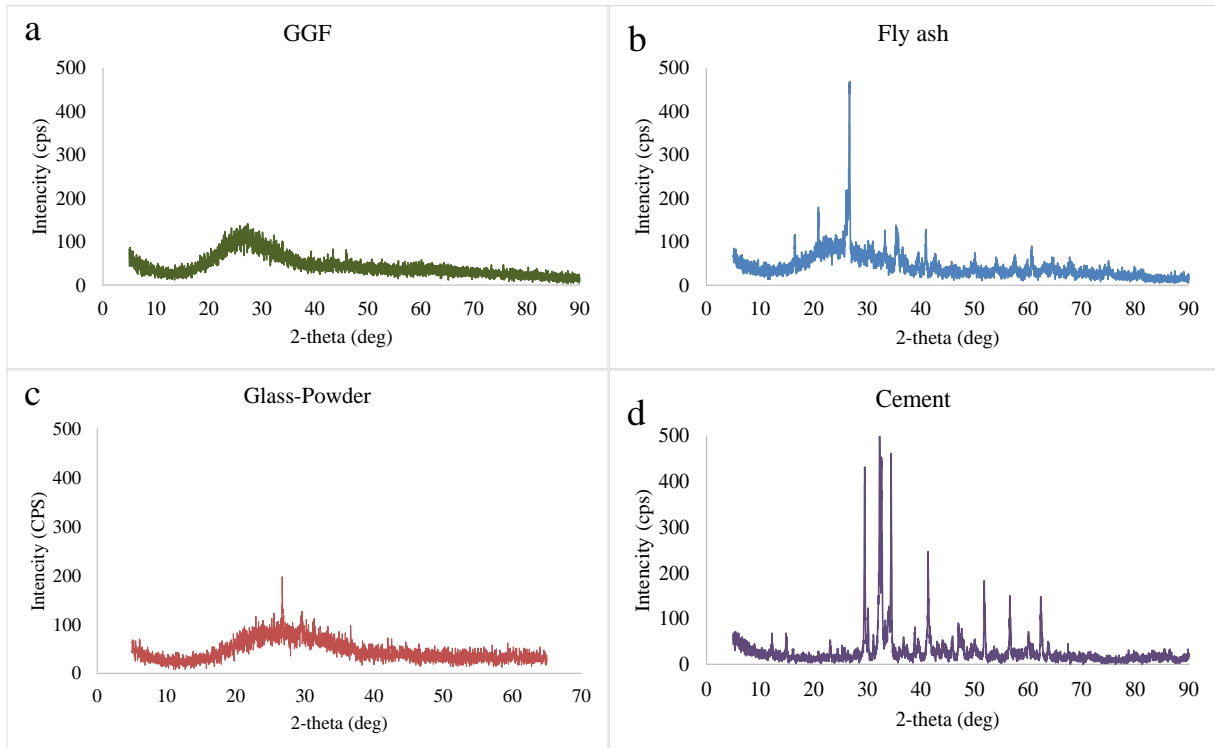 a
GGF
500
400
300
200
100
0
Intencity (cps)
0 10 20 30 40 50 60 70 80 90
2-theta (deg)
b
Fly ash
500
400
300
200
100
0
Intencity (cps)
0 10 20 30 40 50 60 70 80 90
2-theta (deg)
c
Glass-Powder
500
400
300
200
100
0
Intencity (CPS)
0 10 20 30 40 50 60 70
2-theta (deg)
d
Cement
500
400
300
200
100
0
Intencity (cps)
0 10 20 30 40 50 60 70 80 90
2-theta (deg)